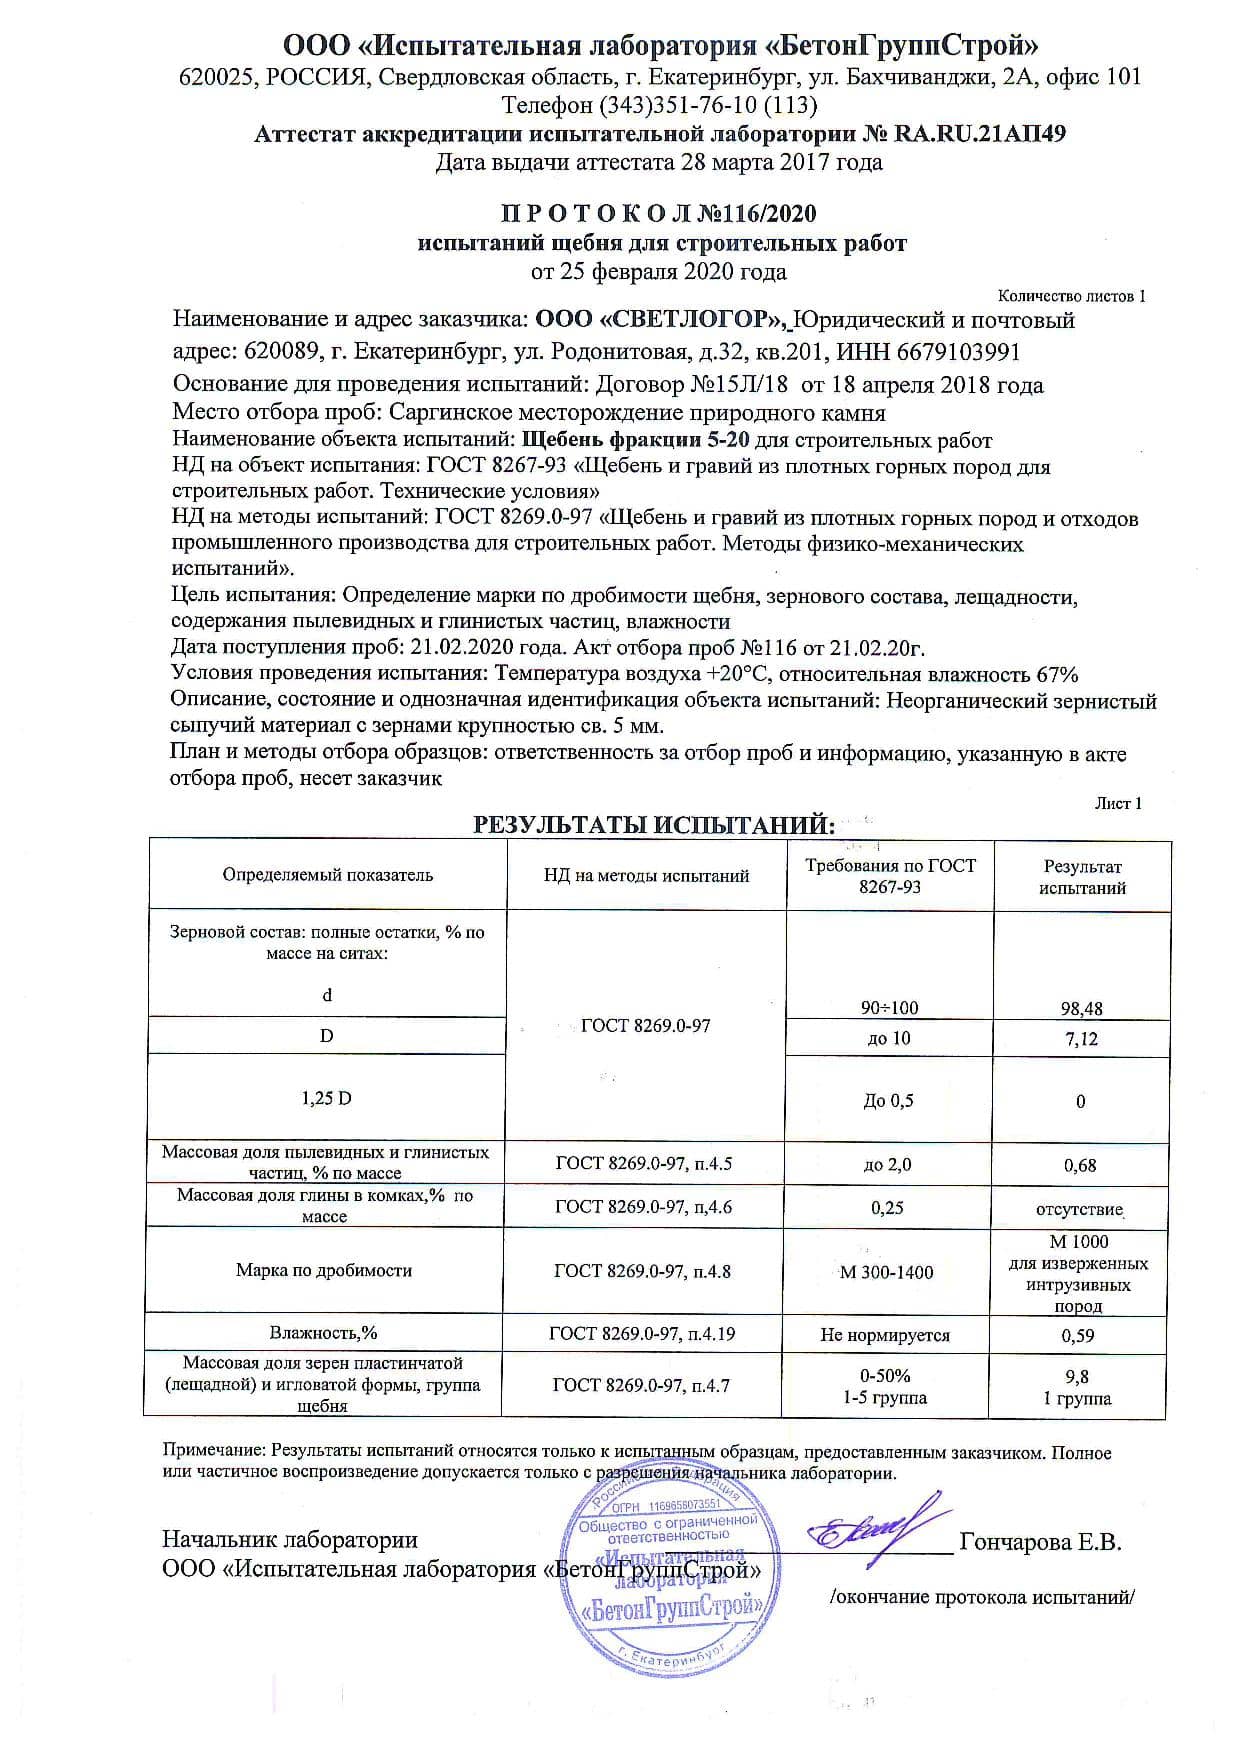 ООО «Испытательная лаборатория «БетонГруппСтрой»
620025, РОССИЯ, Свердловская область, г. Екатеринбург, ул. Бахчиванджи, 2А, офис 101
Телефон (343)351-76-10 (113)
Аттестат аккредитации испытательной лаборатории № RA.RU.21АП49
Дата выдачи аттестата 28 марта 2017 года
П Р О Т О К О Л №116/2020
испытаний щебня для строительных работ
от 25 февраля 2020 года
Количество листов 1
Наименование и адрес заказчика: ООО «СВЕТЛОГОР», Юридический и почтовый
адрес: 620089, г. Екатеринбург, ул. Родонитовая, д.32, кв.201, ИНН 6679103991
Основание для проведения испытаний: Договор №15Л/18 от 18 апреля 2018 года
Место отбора проб: Саргинское месторождение природного камня
Наименование объекта испытаний: Щебень фракции 5-20 для строительных работ
НД на объект испытания: ГОСТ 8267-93 «Щебень и гравий из плотных горных пород для
строительных работ. Технические условия»
НД на методы испытаний: ГОСТ 8269.0-97 «Щебень и гравий из плотных горных пород и отходов
промышленного производства для строительных работ. Методы физико-механических
испытаний».
Цель испытания: Определение марки по дробимости щебня, зернового состава, лещадности,
содержания пылевидных и глинистых частиц, влажности
Дата поступления проб: 21.02.2020 года. Акт отбора проб №116 от 21.02.20г.
Условия проведения испытания: Температура воздуха +20°С, относительная влажность 67%
Описание, состояние и однозначная идентификация объекта испытаний: Неорганический зернистый
сыпучий материал с зернами крупностью св. 5 мм.
План и методы отбора образцов: ответственность за отбор проб и информацию, указанную в акте
отбора проб, несет заказчик
Лист 1
РЕЗУЛЬТАТЫ ИСПЫТАНИЙ:
Определяемый показатель
НД на методы испытаний
Требования по ГОСТ
8267-93
Результат
испытаний
Зерновой состав: полные остатки, % по
массе на ситах:
d
ГОСТ 8269.0-97
90÷100
98,48
D
до 10
7,12
1,25 D
До 0,5
0
Массовая доля пылевидных и глинистых
частиц, % по массе
ГОСТ 8269.0-97, п.4.5
до 2,0
0,68
Массовая доля глины в комках,% по
массе
ГОСТ 8269.0-97, п,4.6
0,25
отсутствие
Марка по дробимости
ГОСТ 8269.0-97, п.4.8
М 300-1400
М 1000
для изверженных
интрузивных
пород
Влажность,%
ГОСТ 8269.0-97, п.4.19
Не нормируется
0,59
Массовая доля зерен пластинчатой
(лещадной) и игловатой формы, группа
щебня
ГОСТ 8269.0-97, п.4.7
0-50%
1-5 группа
9,8
1 группа
Примечание: Результаты испытаний относятся только к испытанным образцам, предоставленным заказчиком. Полное
или частичное воспроизведение допускается только с разрешения начальника лаборатории.
Начальник лаборатории
Гончарова Е.В.
ООО «Испытательная лаборатория «БетонГруппСтрой»
/окончание протокола испытаний/
Российская Федерация
ОГРН 1169658073551
Общество с ограниченной
ответственностью
«Испытательная
лаборатория
«БетонГруппСтрой»
г. Екатеринбург